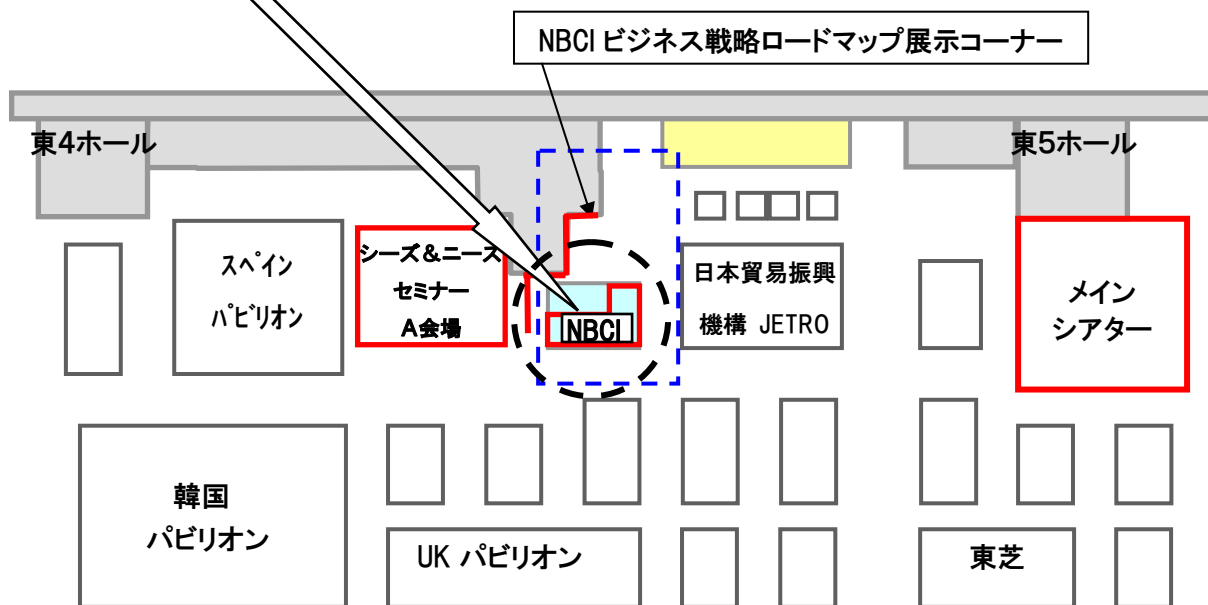 NBCI ビジネス戦略ロードマップ展示コーナー
東4ホール
東5ホール
スペイン
パビリオン
シーズ&ニーズ
セミナー
A会場
NBCI
日本貿易振興
機構 JETRO
メイン
シアター
韓国
パビリオン
UK パビリオン
東芝